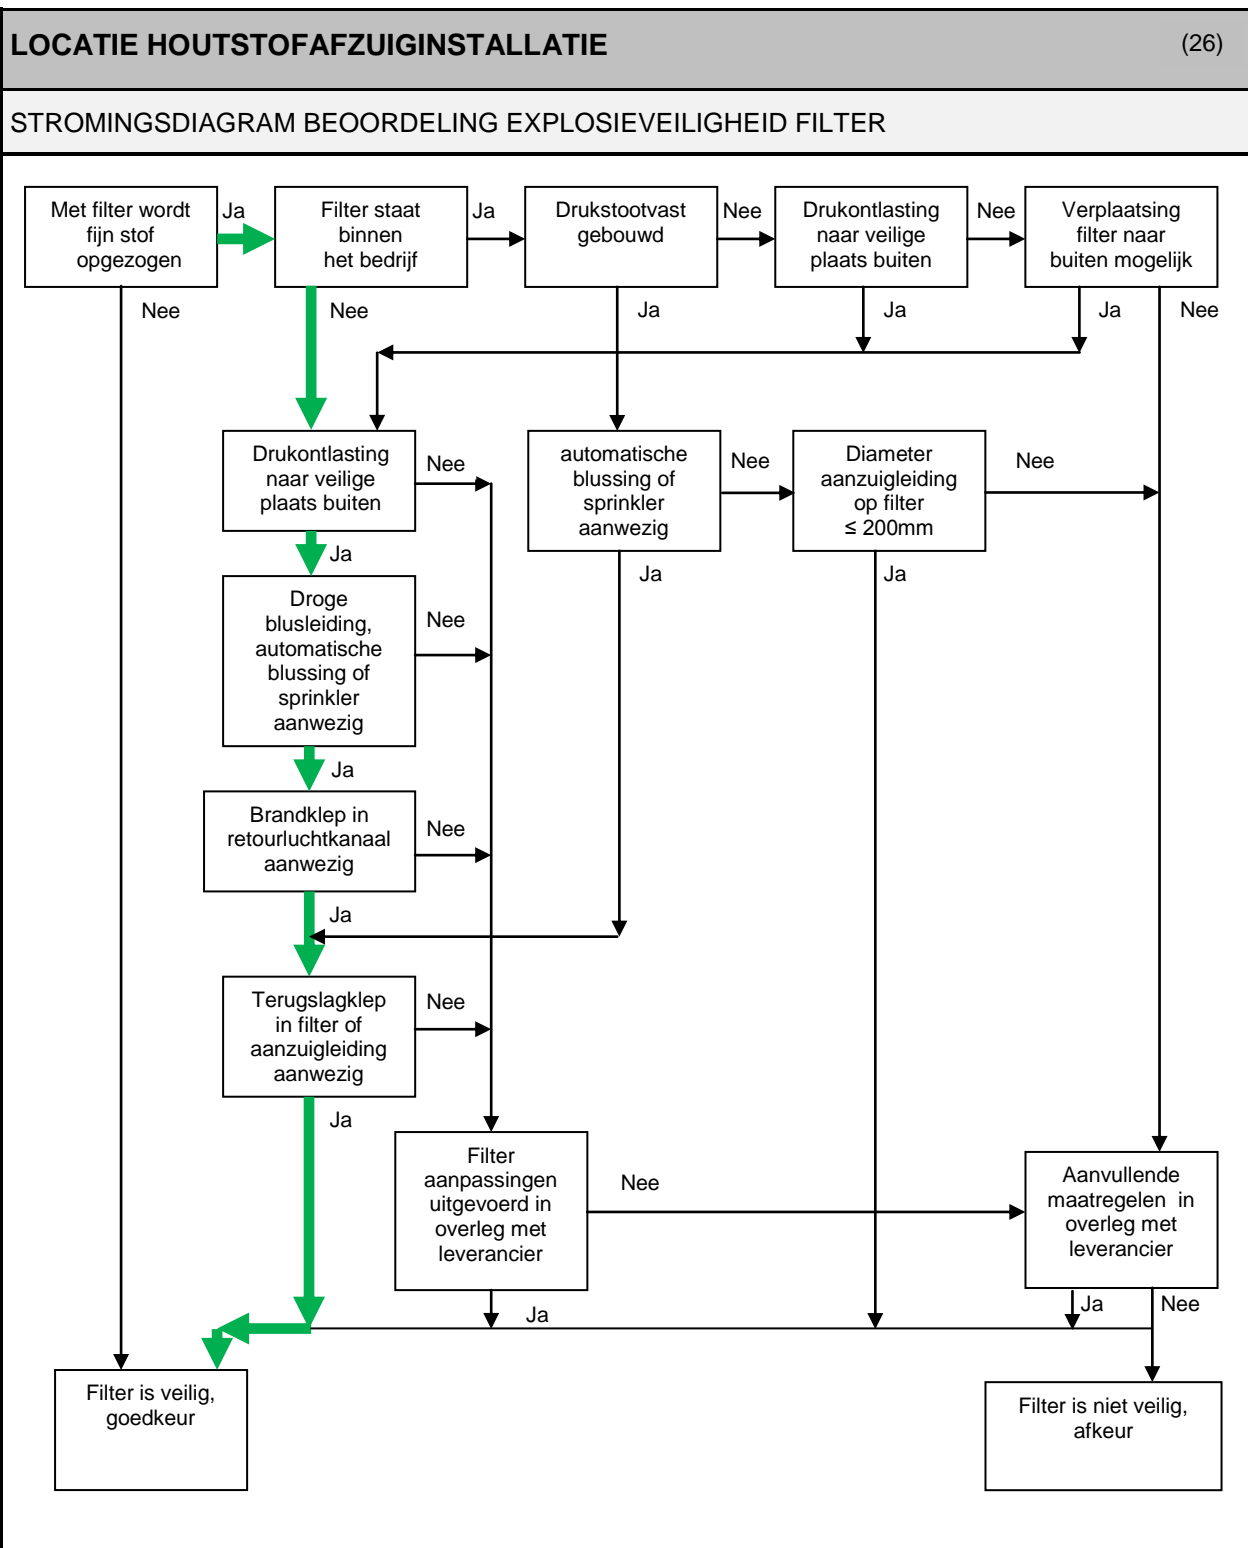 LOCATIE HOUTSTOFAFZUIGINSTALLATIE
(26)
STROMINGSDIAGRAM BEOORDELING EXPLOSIEVEILIGHEID FILTER
Met filter wordt
fijn stof
opgezogen
Ja
Filter staat
binnen
het bedrijf
Ja
Drukstootvast
gebouwd
Nee
Drukontlasting
naar veilige
plaats buiten
Nee
Verplaatsing
filter naar
buiten mogelijk
Nee
Nee
Ja
Ja
Ja
Nee
Drukontlasting
naar veilige
plaats buiten
Nee
automatische
blussing of
sprinkler
aanwezig
Nee
Diameter
aanzuigleiding
op filter
≤ 200mm
Nee
Ja
Ja
Ja
Droge
blusleiding,
automatische
blussing of
sprinkler
aanwezig
Nee
Ja
Brandklep in
retourluchtkanaal
aanwezig
Nee
Ja
Terugslagklep
in filter of
aanzuigleiding
aanwezig
Nee
Ja
Filter
aanpassingen
uitgevoerd in
overleg met
leverancier
Nee
Aanvullende
maatregelen in
overleg met
leverancier
Ja
Ja
Nee
Filter is veilig,
goedkeur
Filter is niet veilig,
afkeur